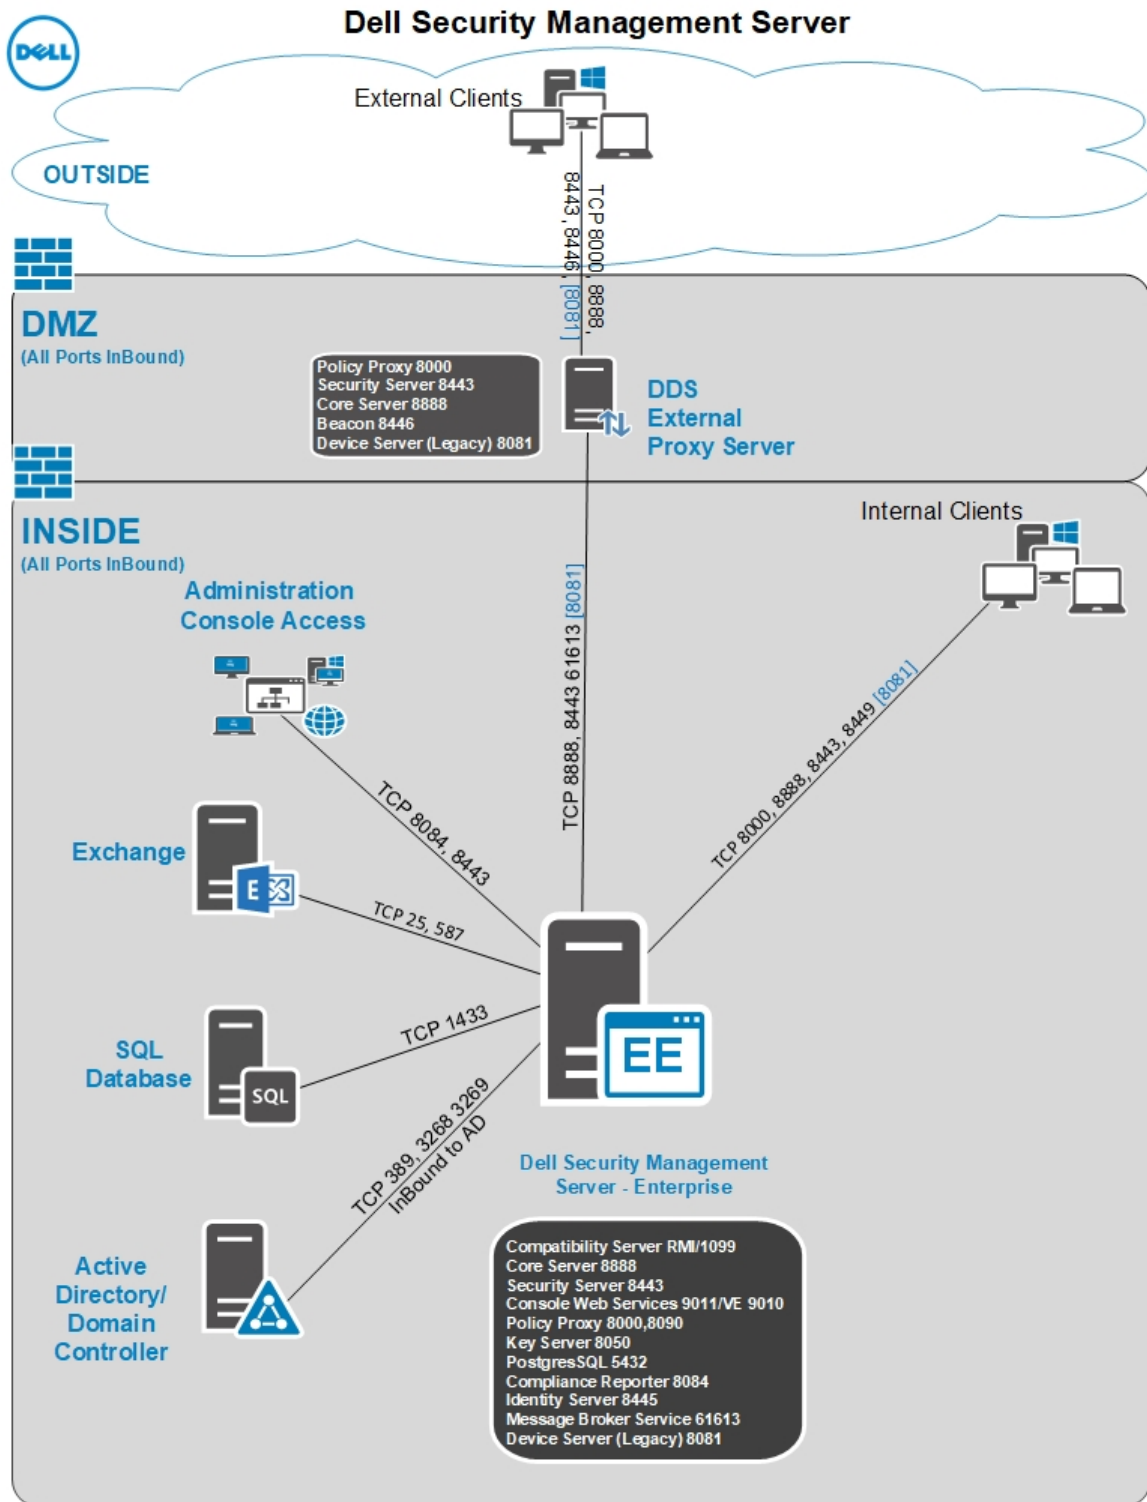 Dell Security Management Server
DELL
External Clients
OUTSIDE
TCP 8000, 8888,
8443, 8446, [8081]
DMZ
(All Ports InBound)
Policy Proxy 8000
Security Server 8443
Core Server 8888
Beacon 8446
Device Server (Legacy) 8081
DDS
External
Proxy Server
INSIDE
(All Ports InBound)
Internal Clients
Administration
Console Access
TCP 8888, 8443 61613 [8081]
TCP 8000, 8888, 8443, 8449 [8081]
TCP 8084, 8443
Exchange
E
TCP 25, 587
TCP 1433
SQL
Database
SQL
EE
TCP 389, 3268 3269
InBound to AD
Dell Security Management
Server - Enterprise
Active
Directory/
Domain
Controller
Compatibility Server RMI/1099
Core Server 8888
Security Server 8443
Console Web Services 9011/VE 9010
Policy Proxy 8000,8090
Key Server 8050
PostgresSQL 5432
Compliance Reporter 8084
Identity Server 8445
Message Broker Service 61613
Device Server (Legacy) 8081